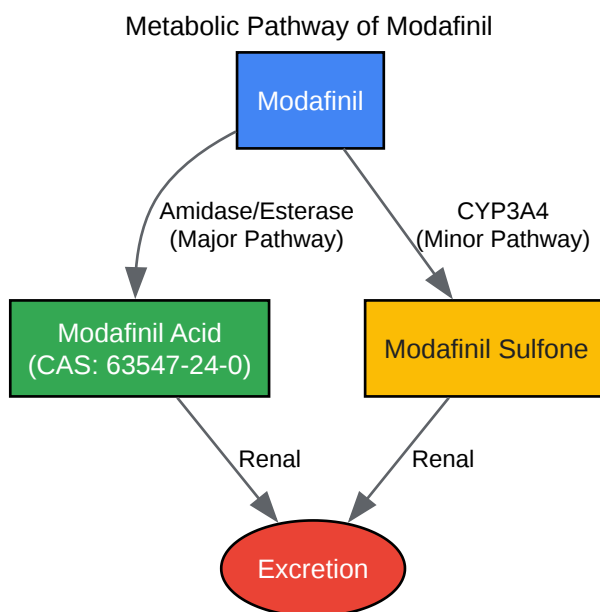 Metabolic Pathway of Modafinil
Modafinil
Amidase/Esterase
(Major Pathway)
CYP3A4
(Minor Pathway)
Modafinil Acid
(CAS: 63547-24-0)
Modafinil Sulfone
Renal
Renal
Excretion